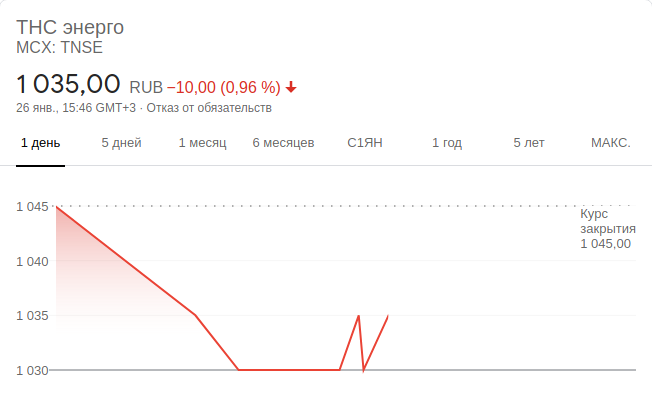 ТНС энерго
MCX: TNSE
1 035,00 RUB −10,00 (0,96 %)
26 янв., 15:46 GMT+3 · Отказ от обязательств
1 день 5 дней 1 месяц 6 месяцев С1ЯН 1 год 5 лет МАКС.
1 045
Курс
закрытия
1 045,00
1 040
1 035
1 030